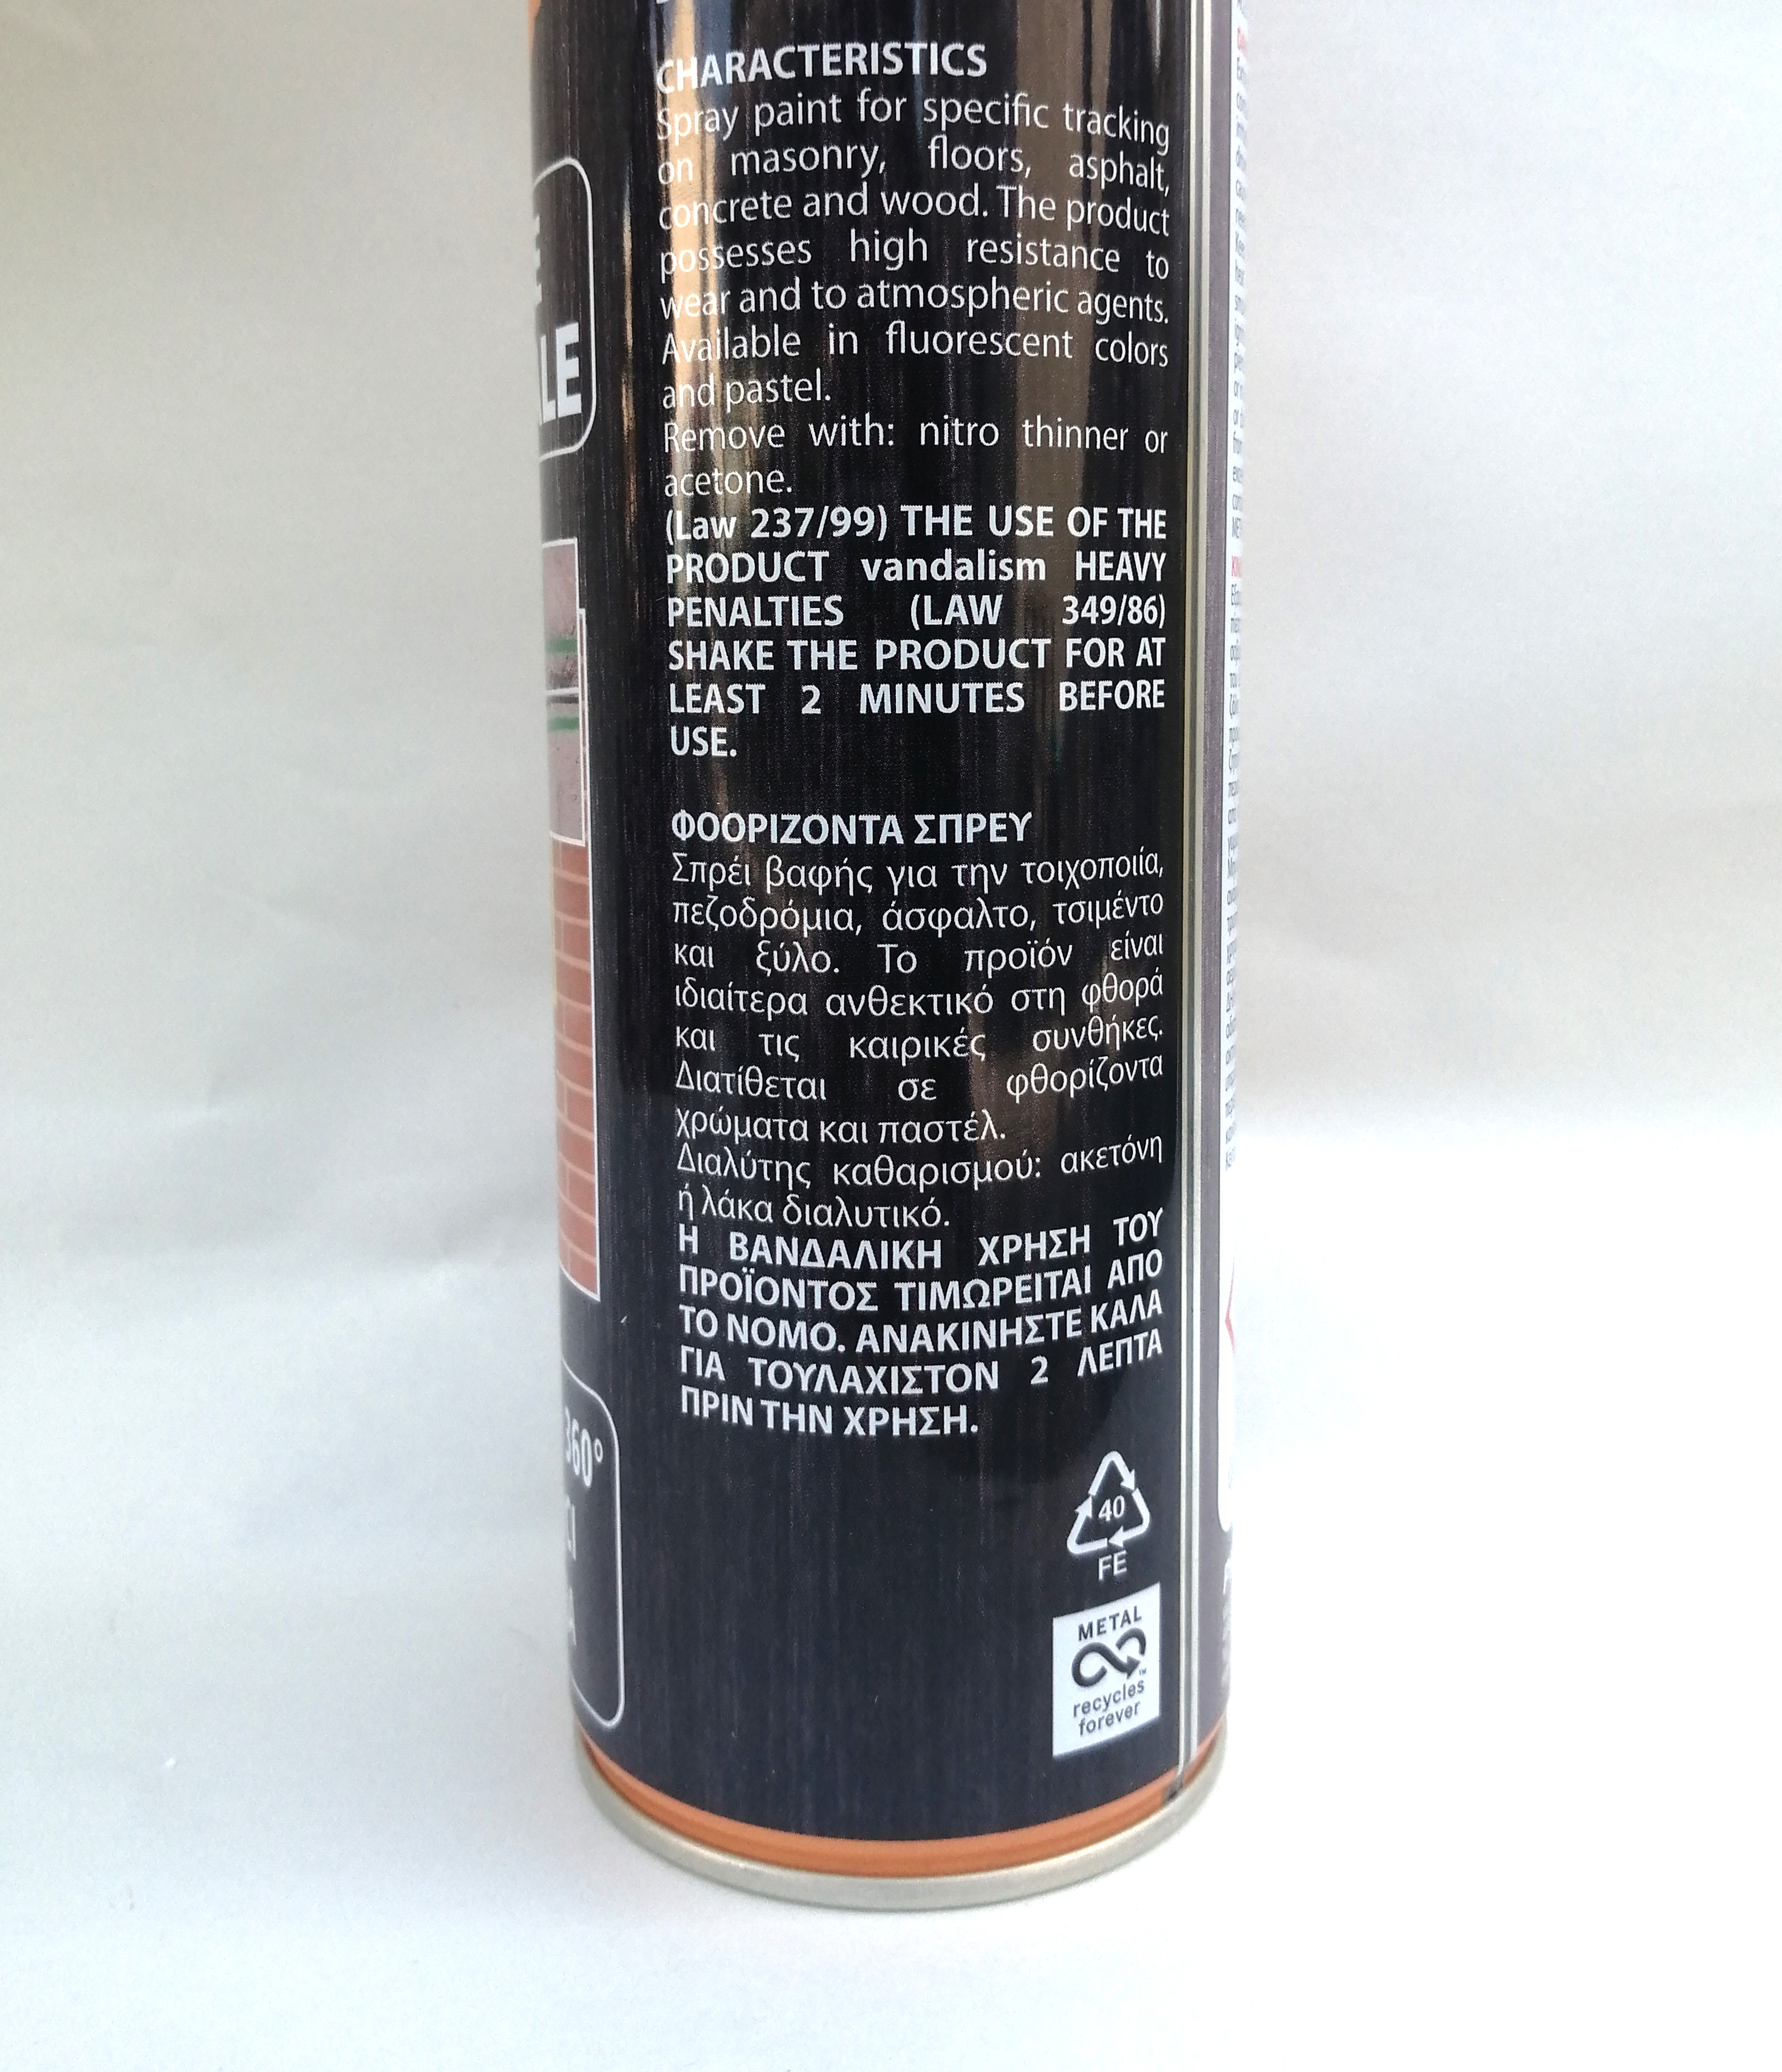 CHARACTERISTICS
Spray paint for specific tracking
on masonry, floors, asphalt,
concrete and wood. The product
possesses high resistance to
wear and to atmospheric agents.
Available in fluorescent colors
and pastel.
Remove with: nitro thinner or
acetone.
(Law 237/99) THE USE OF THE
PRODUCT vandalism HEAVY
PENALTIES (LAW 349/86)
SHAKE THE PRODUCT FOR AT
LEAST 2 MINUTES BEFORE
USE.
ΦΟΟΡΙΖΟΝΤΑ ΣΠΡΕΥ
Σπρέι βαφής για την τοιχοποιία,
πεζοδρόμια, άσφαλτο, τσιμέντο
και ξύλο. Το προϊόν είναι
ιδιαίτερα ανθεκτικό στη φθορά
και τις καιρικές συνθήκες.
Διατίθεται σε φθορίζοντα
χρώματα και παστέλ.
Διαλύτης καθαρισμού: ακετόνη
ή λάκα διαλυτικό.
Η ΒΑΝΔΑΛΙΚΗ ΧΡΗΣΗ ΤΟΥ
ΠΡΟΪΟΝΤΟΣ ΤΙΜΩΡΕΙΤΑΙ ΑΠΟ
ΤΟ ΝΟΜΟ. ΑΝΑΚΙΝΗΣΤΕ ΚΑΛΑ
ΓΙΑ ΤΟΥΛΑΧΙΣΤΟΝ 2 ΛΕΠΤΑ
ΠΡΙΝ ΤΗΝ ΧΡΗΣΗ.
360°
40
FE
METAL
recycles
forever